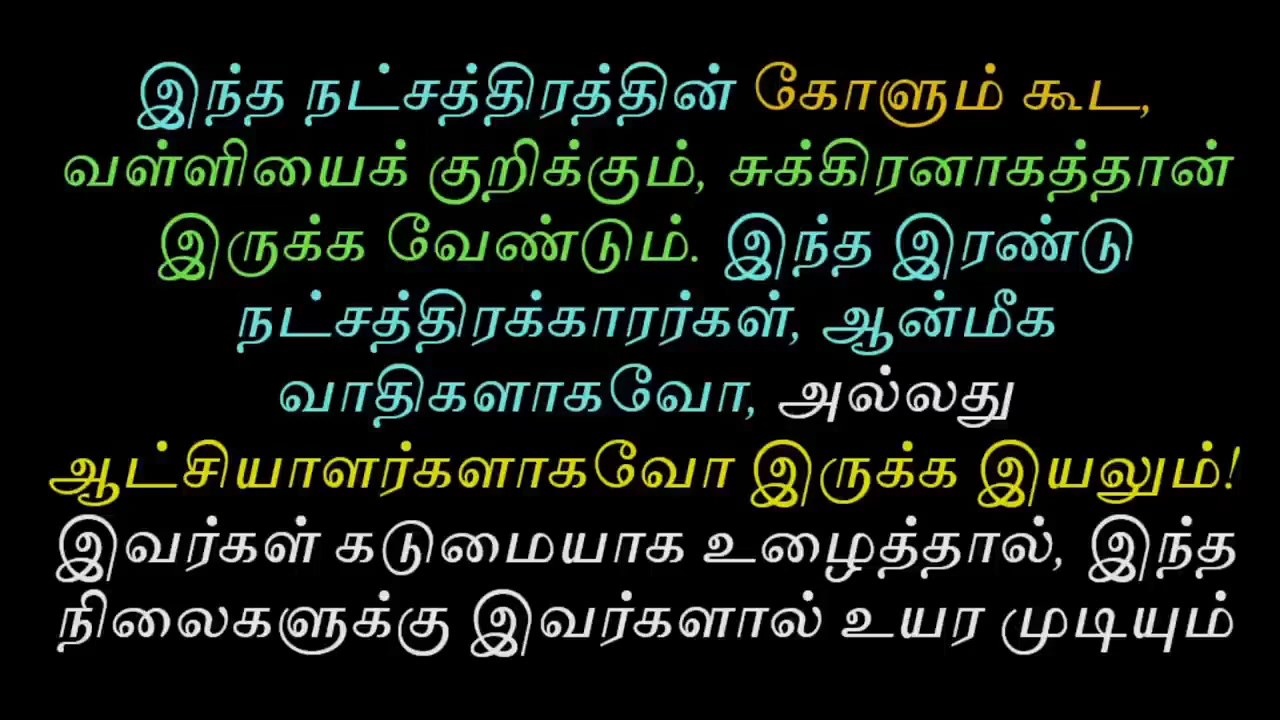 இந்த நட்சத்திரத்தின் கோளும் கூட,
வள்ளியைக் குறிக்கும், சுக்கிரனாகத்தான்
இருக்க வேண்டும். இந்த இரண்டு
நட்சத்திரக்காரர்கள், ஆன்மீக
வாதிகளாகவோ, அல்லது
ஆட்சியாளர்களாகவோ இருக்க இயலும்!
இவர்கள் கடுமையாக உழைத்தால், இந்த
நிலைகளுக்கு இவர்களால் உயர முடியும்